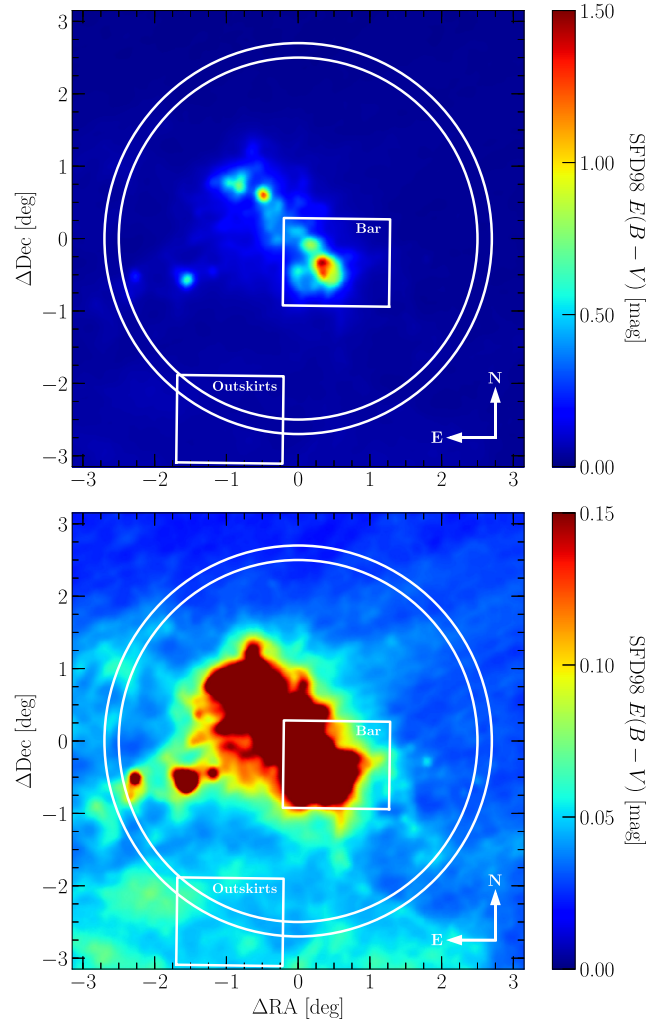 1.50
1.00
0.50
0.00
SFD98 E(B − V) [mag]
3
2
1
0
−1
−2
−3
ΔDec [deg]
Bar
Outskirts
N
E
−3 −2 −1 0 1 2 3
0.15
0.10
0.05
0.00
SFD98 E(B − V) [mag]
3
2
1
0
−1
−2
−3
ΔDec [deg]
Bar
Outskirts
N
E
−3 −2 −1 0 1 2 3
ΔRA [deg]